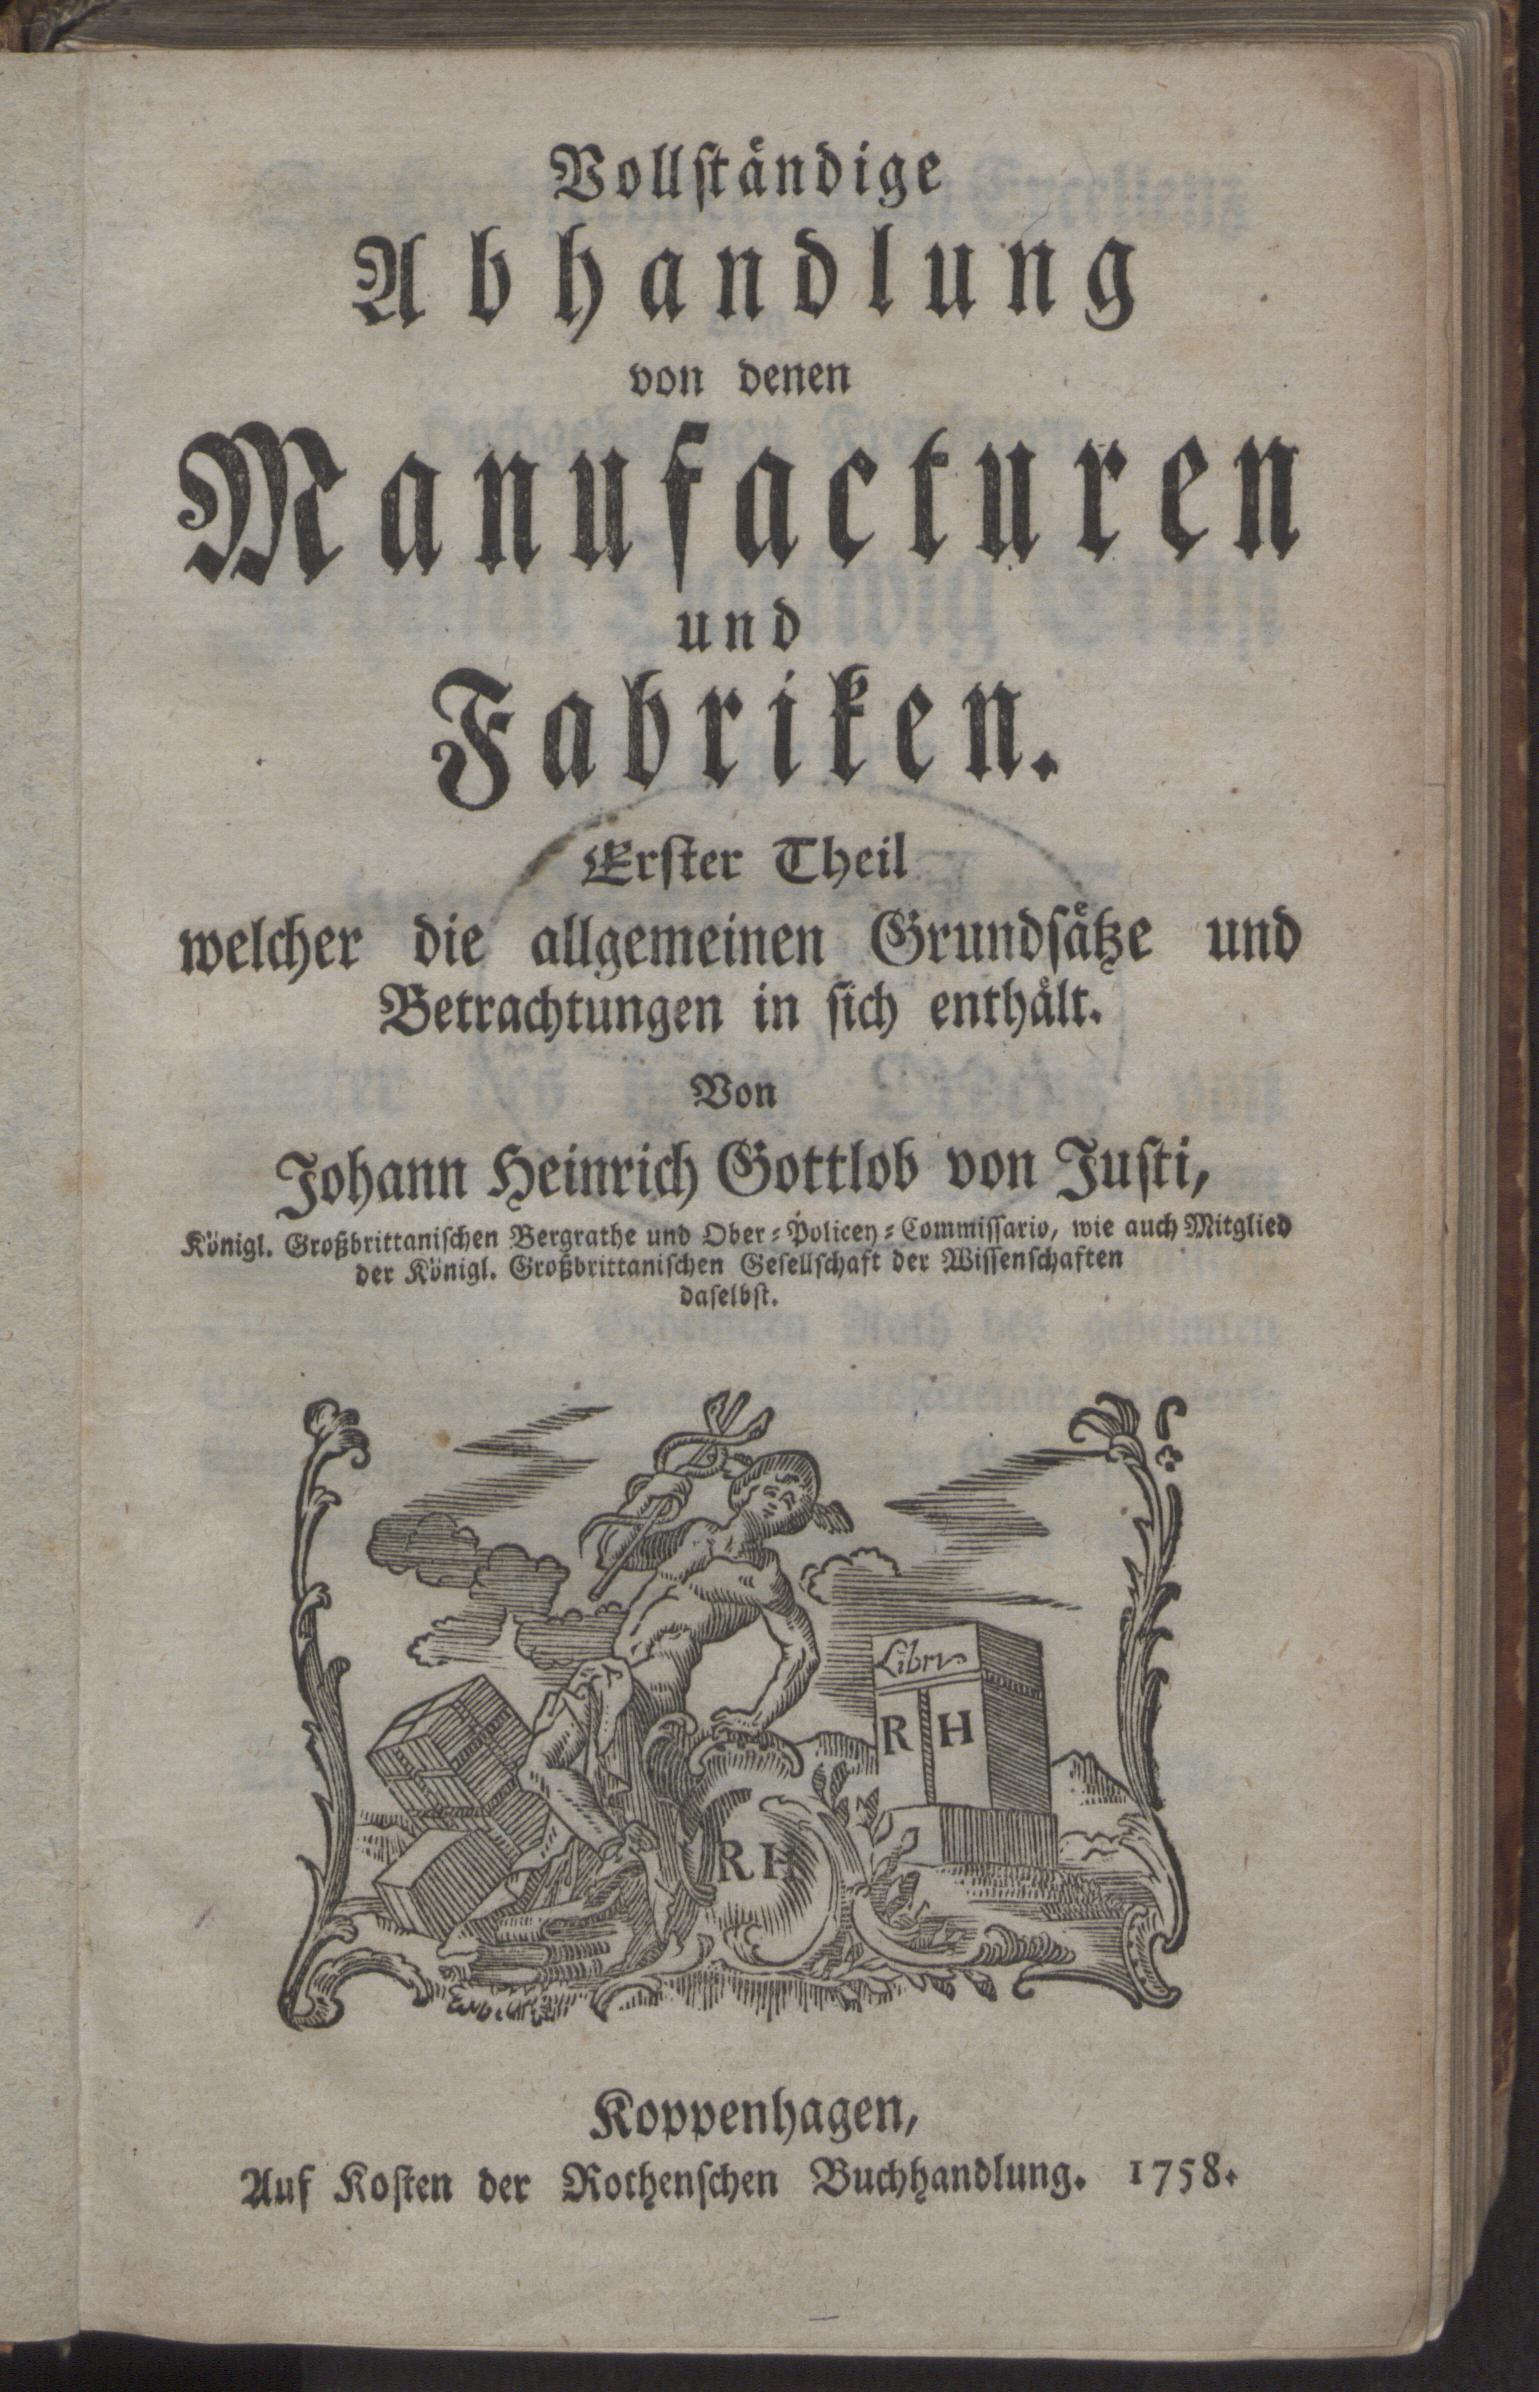 Vollständige
Abhandlung
von denen
Manufacturen
und
Fabriken.
Erster Theil
welcher die allgemeinen Grundsätze und
Betrachtungen in sich enthält.
Von
Johann Heinrich Gottlob von Justi,
Königl. Großbrittanischen Bergrathe und Ober-Policey-Commissario, wie auch Mitglied
der Königl. Großbrittanischen Gesellschaft der Wissenschaften
daselbst.
Libri
R H
R H
Koppenhagen,
Auf Kosten der Rothenschen Buchhandlung. 1758.